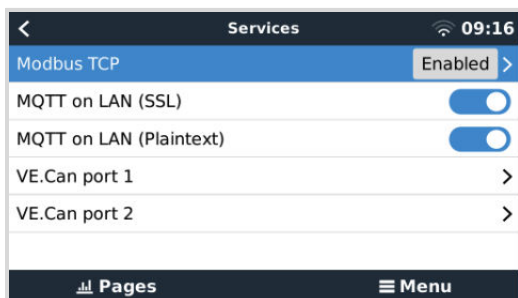 Services 09:16
Modbus TCP Enabled
MQTT on LAN (SSL)
MQTT on LAN (Plaintext)
VE.Can port 1
VE.Can port 2
Pages Menu